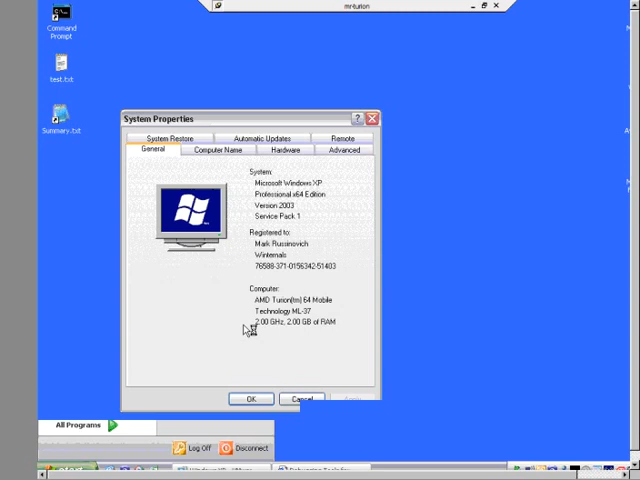 mr-turion
Command
Prompt
test.txt
Summary.txt
System Properties
System Restore
Automatic Updates
Remote
General
Computer Name
Hardware
Advanced
System:
Microsoft Windows XP
Professional x64 Edition
Version 2003
Service Pack 1
Registered to:
Mark Russinovich
Winternals
76588-371-0156342-51403
Computer:
AMD Turion(tm) 64 Mobile
Technology ML-37
2.00 GHz, 2.00 GB of RAM
OK
Cancel
All Programs
Log Off
Disconnect